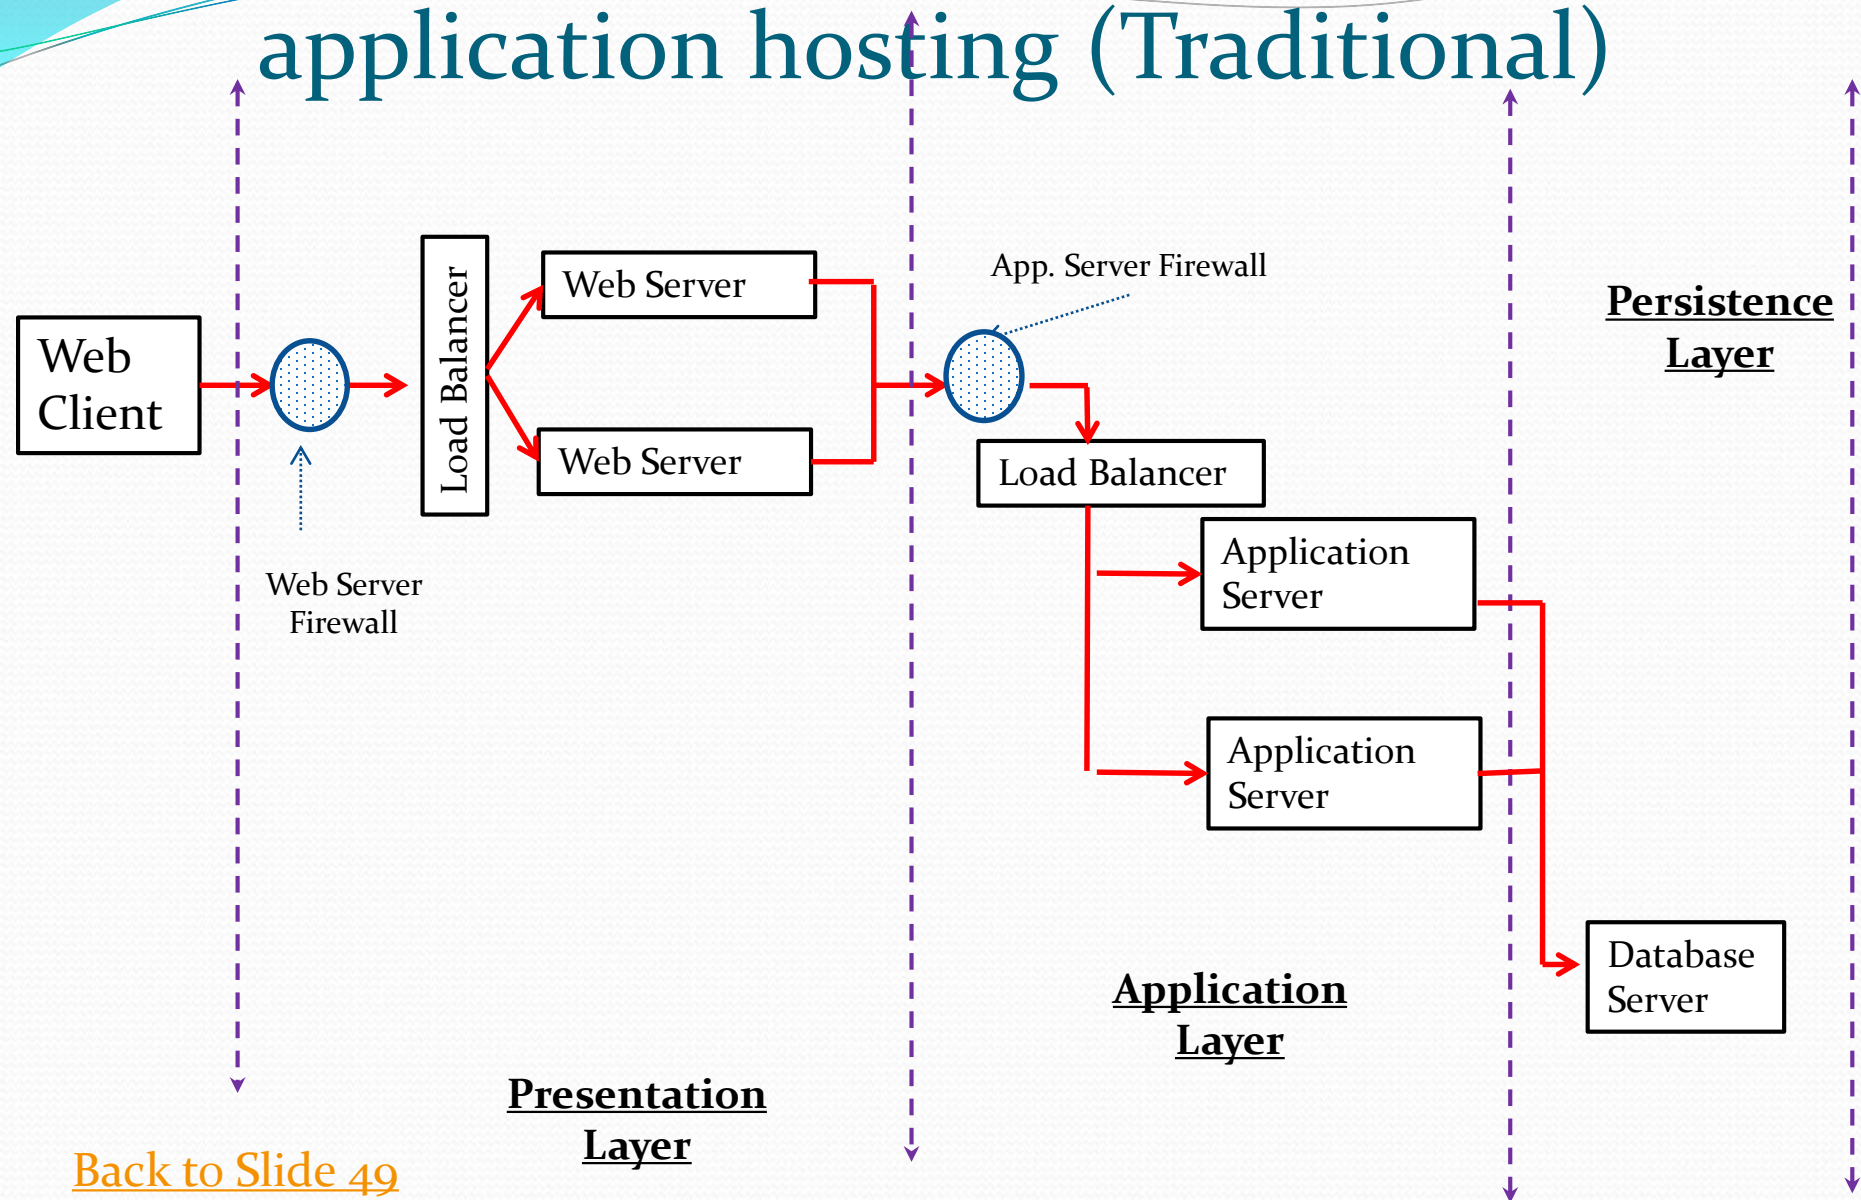 application hosting (Traditional)
Web
Client
Web Server
Firewall
Load Balancer
Web Server
Web Server
Presentation
Layer
App. Server Firewall
Load Balancer
Application
Server
Application
Server
Application
Layer
Persistence
Layer
Database
Server
Back to Slide 49